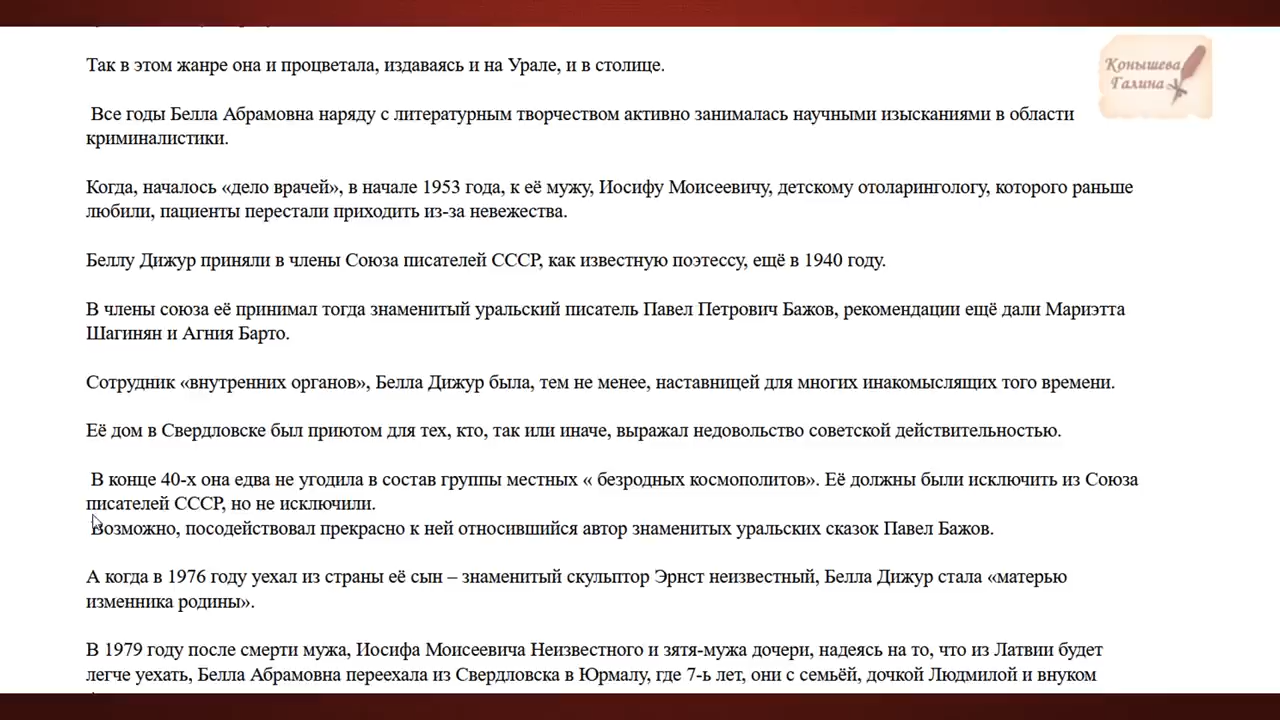 Так в этом жанре она и процветала, издаваясь и на Урале, и в столице.
Конышева
Галина
Все годы Белла Абрамовна наряду с литературным творчеством активно занималась научными изысканиями в области
криминалистики.
Когда, началось «дело врачей», в начале 1953 года, к её мужу, Иосифу Моисеевичу, детскому отоларингологу, которого раньше
любили, пациенты перестали приходить из-за невежества.
Беллу Дижур приняли в члены Союза писателей СССР, как известную поэтессу, ещё в 1940 году.
В члены союза её принимал тогда знаменитый уральский писатель Павел Петрович Бажов, рекомендации ещё дали Мариэтта
Шагинян и Агния Барто.
Сотрудник «внутренних органов», Белла Дижур была, тем не менее, наставницей для многих инакомыслящих того времени.
Её дом в Свердловске был приютом для тех, кто, так или иначе, выражал недовольство советской действительностью.
В конце 40-х она едва не угодила в состав группы местных « безродных космополитов». Её должны были исключить из Союза
писателей СССР, но не исключили.
Возможно, посодействовал прекрасно к ней относившийся автор знаменитых уральских сказок Павел Бажов.
А когда в 1976 году уехал из страны её сын – знаменитый скульптор Эрнст неизвестный, Белла Дижур стала «матерью
изменника родины».
В 1979 году после смерти мужа, Иосифа Моисеевича Неизвестного и зятя-мужа дочери, надеясь на то, что из Латвии будет
легче уехать, Белла Абрамовна переехала из Свердловска в Юрмалу, где 7-ь лет, они с семьёй, дочкой Людмилой и внуком